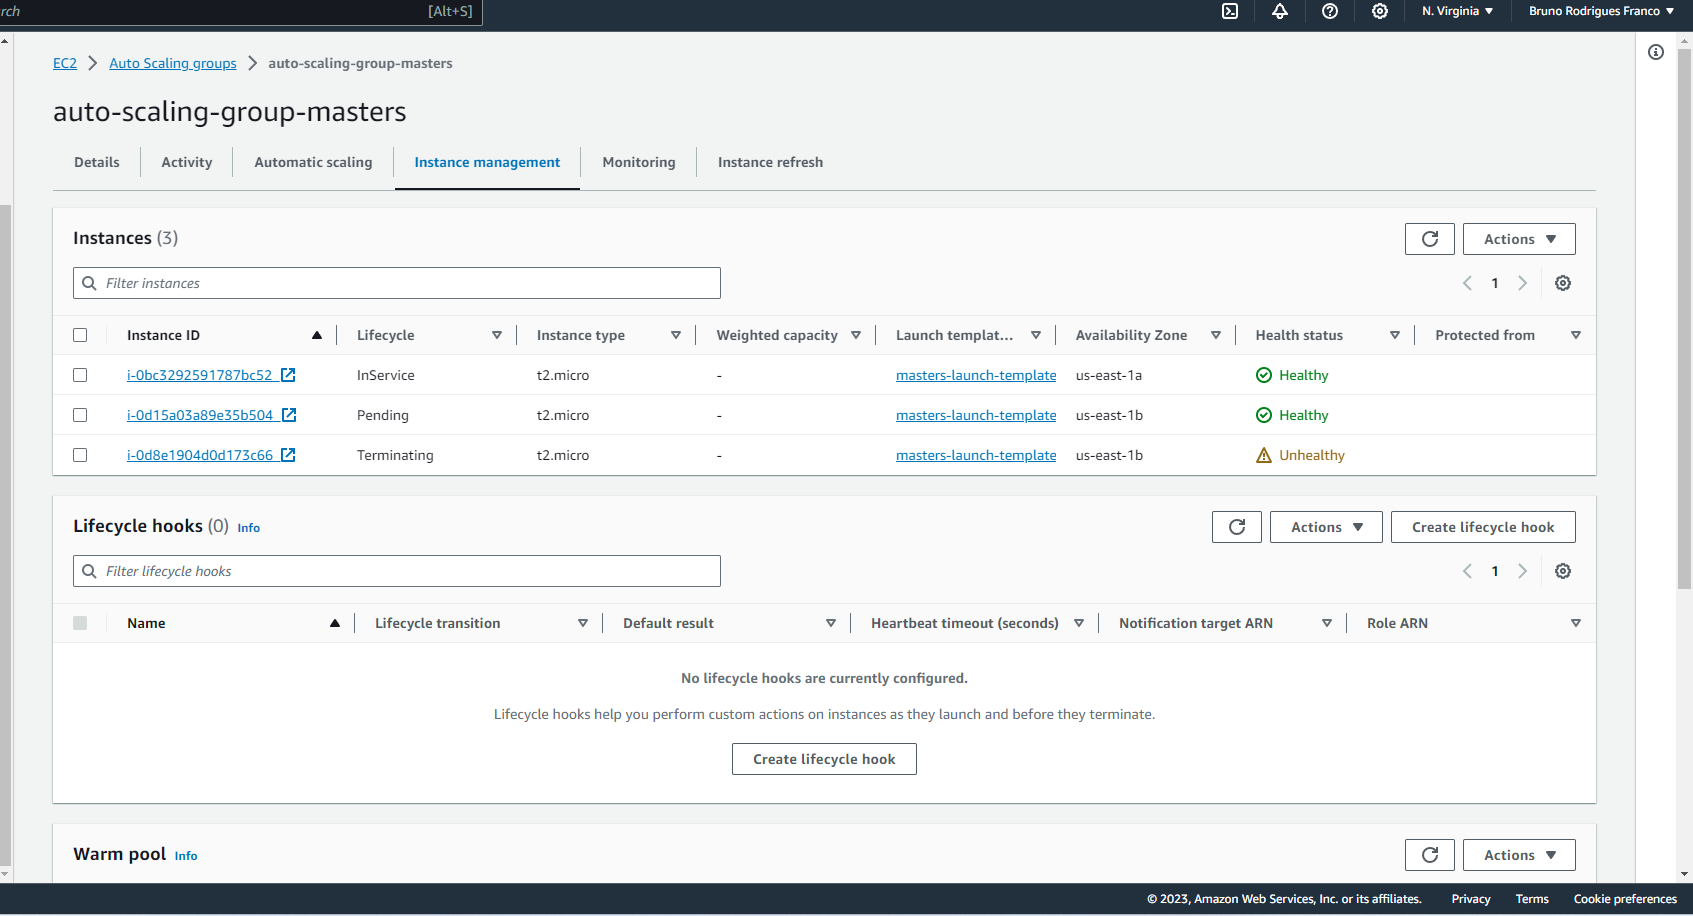 rch [Alt+S] N. Virginia Bruno Rodrigues Franco
EC2 Auto Scaling groups auto-scaling-group-masters
auto-scaling-group-masters
Details Activity Automatic scaling Instance management Monitoring Instance refresh
Instances (3) Actions
Filter instances 1
Instance ID Lifecycle Instance type Weighted capacity Launch templat... Availability Zone Health status Protected from
i-0bc3292591787bc52 InService t2.micro - masters-launch-template us-east-1a Healthy
i-0d15a03a89e35b504 Pending t2.micro - masters-launch-template us-east-1b Healthy
i-0d8e1904d0d173c66 Terminating t2.micro - masters-launch-template us-east-1b Unhealthy
Lifecycle hooks (0) Info Actions Create lifecycle hook
Filter lifecycle hooks 1
Name Lifecycle transition Default result Heartbeat timeout (seconds) Notification target ARN Role ARN
No lifecycle hooks are currently configured.
Lifecycle hooks help you perform custom actions on instances as they launch and before they terminate.
Create lifecycle hook
Warm pool Info Actions
© 2023, Amazon Web Services, Inc. or its affiliates. Privacy Terms Cookie preferences